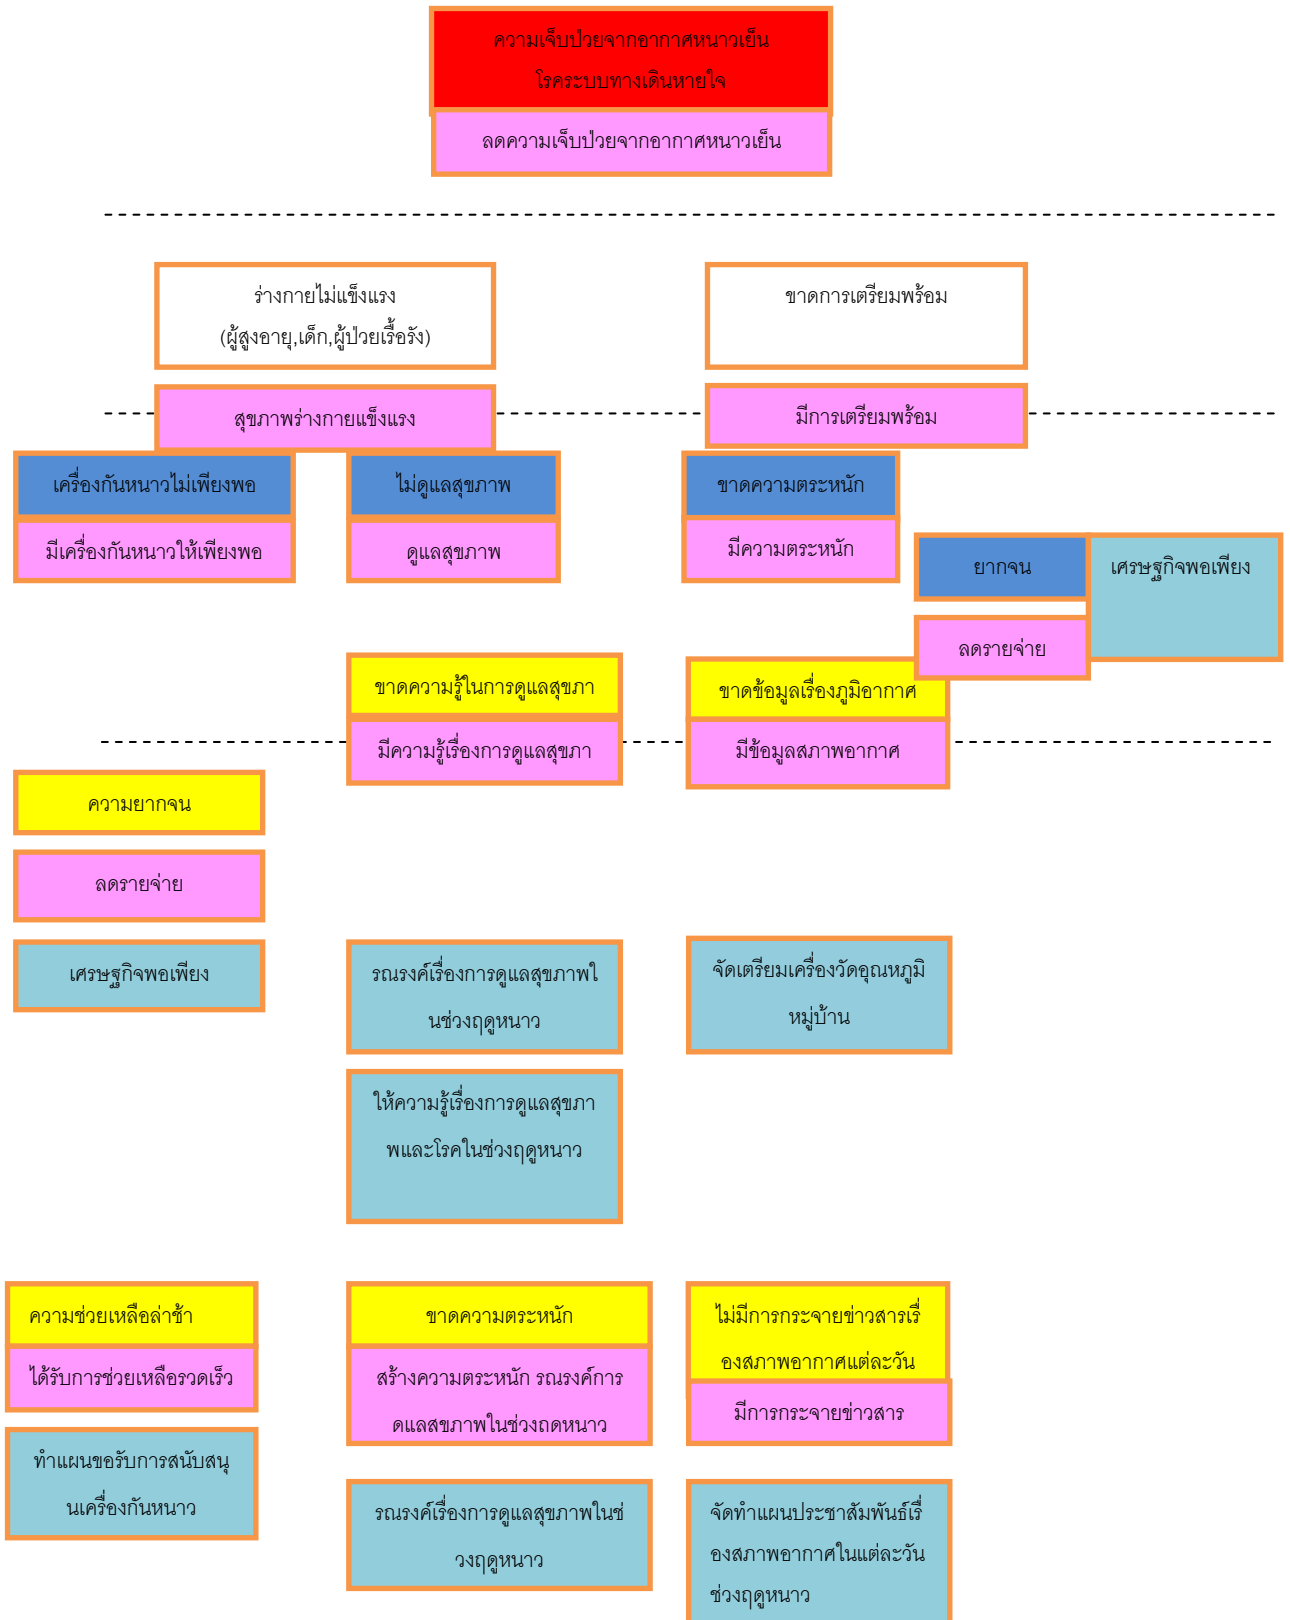 ความเจ็บป่วยจากอากาศหนาวเย็น
โรคระบบทางเดินหายใจ
ลดความเจ็บป่วยจากอากาศหนาวเย็น
ร่างกายไม่แข็งแรง
(ผู้สูงอายุ,เด็ก,ผู้ป่วยเรื้อรัง)
ขาดการเตรียมพร้อม
สุขภาพร่างกายแข็งแรง
มีการเตรียมพร้อม
เครื่องกันหนาวไม่เพียงพอ
ไม่ดูแลสุขภาพ
ขาดความตระหนัก
มีเครื่องกันหนาวให้เพียงพอ
ดูแลสุขภาพ
มีความตระหนัก
ยากจน
เศรษฐกิจพอเพียง
ลดรายจ่าย
ขาดความรู้ในการดูแลสุขภา
ขาดข้อมูลเรื่องภูมิอากาศ
มีความรู้เรื่องการดูแลสุขภา
มีข้อมูลสภาพอากาศ
ความยากจน
ลดรายจ่าย
เศรษฐกิจพอเพียง
รณรงค์เรื่องการดูแลสุขภาพใ
นช่วงฤดูหนาว
จัดเตรียมเครื่องวัดอุณหภูมิ
หมู่บ้าน
ให้ความรู้เรื่องการดูแลสุขภา
พและโรคในช่วงฤดูหนาว
ความช่วยเหลือล่าช้า
ขาดความตระหนัก
ไม่มีการกระจายข่าวสารเรื่
องสภาพอากาศแต่ละวัน
ได้รับการช่วยเหลือรวดเร็ว
สร้างความตระหนัก รณรงค์การ
ดแลสขภาพในช่วงถดหนาว
มีการกระจายข่าวสาร
ทำแผนขอรับการสนับสนุ
นเครื่องกันหนาว
รณรงค์เรื่องการดูแลสุขภาพในช่
วงฤดูหนาว
จัดทำแผนประชาสัมพันธ์เรื่
องสภาพอากาศในแต่ละวัน
ช่วงฤดูหนาว